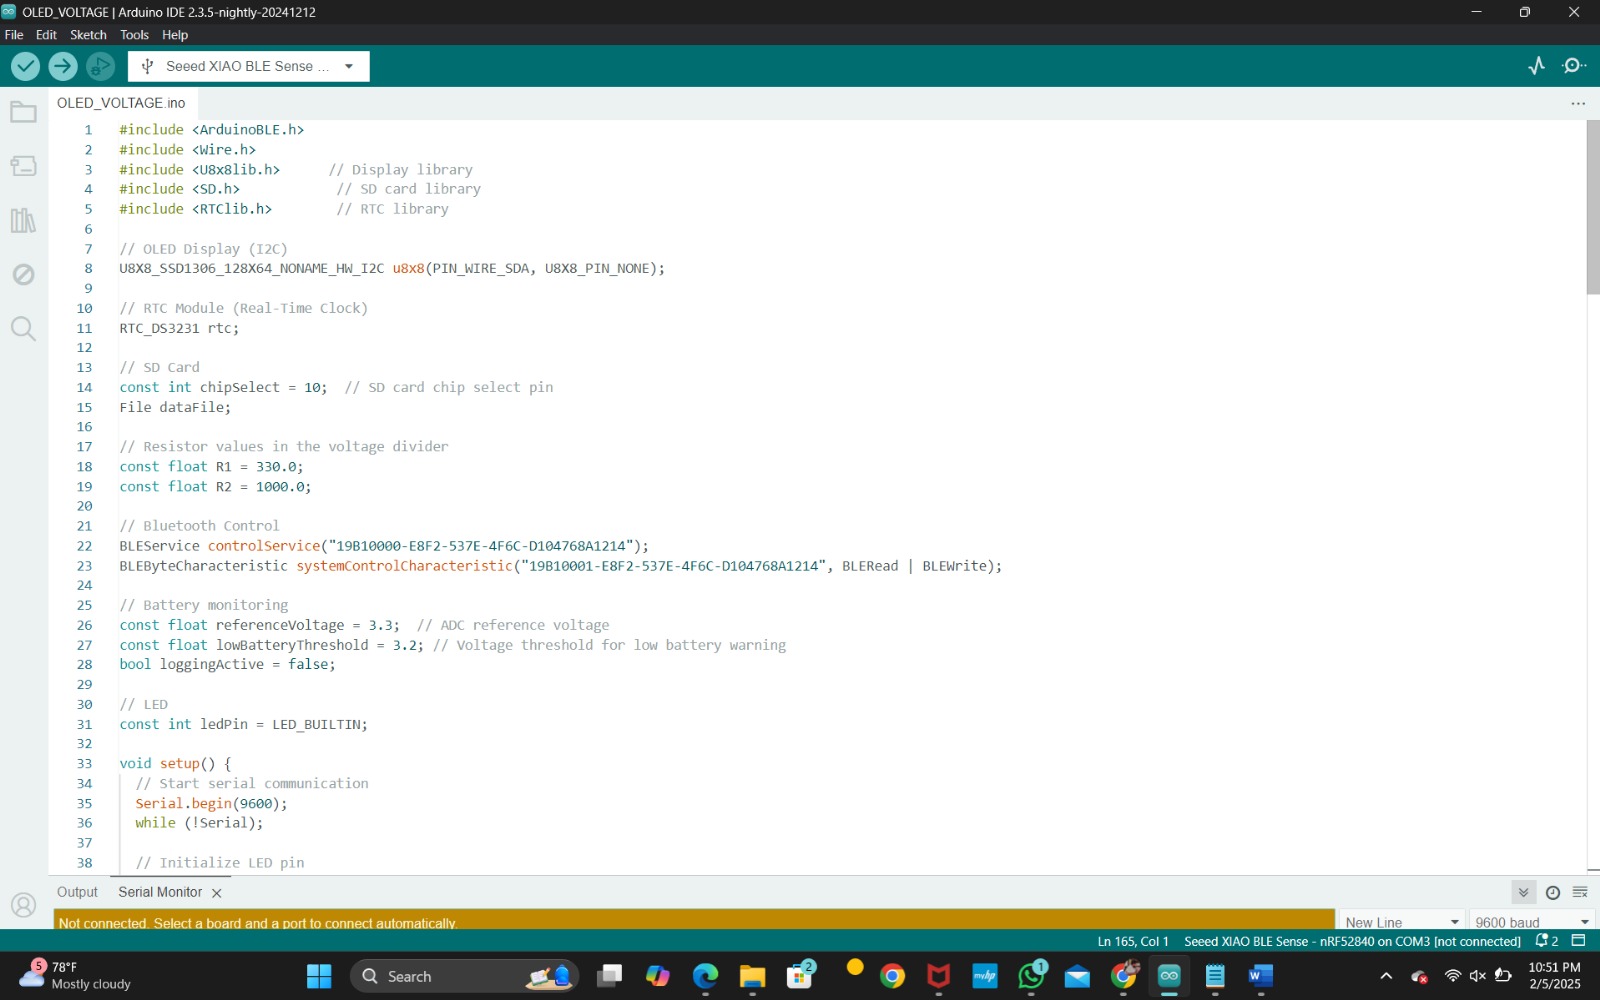 OLED_VOLTAGE | Arduino IDE 2.3.5-nightly-20241212
File Edit Sketch Tools Help
Seeed XIAO BLE Sense ...
OLED_VOLTAGE.ino
1 #include <ArduinoBLE.h>
2 #include <Wire.h>
3 #include <U8x8lib.h> // Display library
4 #include <SD.h> // SD card library
5 #include <RTClib.h> // RTC library
6
7 // OLED Display (I2C)
8 U8X8_SSD1306_128X64_NONAME_HW_I2C u8x8(PIN_WIRE_SDA, U8X8_PIN_NONE);
9
10 // RTC Module (Real-Time Clock)
11 RTC_DS3231 rtc;
12
13 // SD Card
14 const int chipSelect = 10; // SD card chip select pin
15 File dataFile;
16
17 // Resistor values in the voltage divider
18 const float R1 = 330.0;
19 const float R2 = 1000.0;
20
21 // Bluetooth Control
22 BLEService controlService("19B10000-E8F2-537E-4F6C-D104768A1214");
23 BLEByteCharacteristic systemControlCharacteristic("19B10001-E8F2-537E-4F6C-D104768A1214", BLERead | BLEWrite);
24
25 // Battery monitoring
26 const float referenceVoltage = 3.3; // ADC reference voltage
27 const float lowBatteryThreshold = 3.2; // Voltage threshold for low battery warning
28 bool loggingActive = false;
29
30 // LED
31 const int ledPin = LED_BUILTIN;
32
33 void setup() {
34 // Start serial communication
35 Serial.begin(9600);
36 while (!Serial);
37
38 // Initialize LED pin
Output Serial Monitor
Not connected. Select a board and a port to connect automatically.
New Line 9600 baud
Ln 165, Col 1 Seeed XIAO BLE Sense - nRF52840 on COM3 [not connected] 2
5 78°F
Mostly cloudy
Search
2
myhp
1
W
10:51 PM
2/5/2025